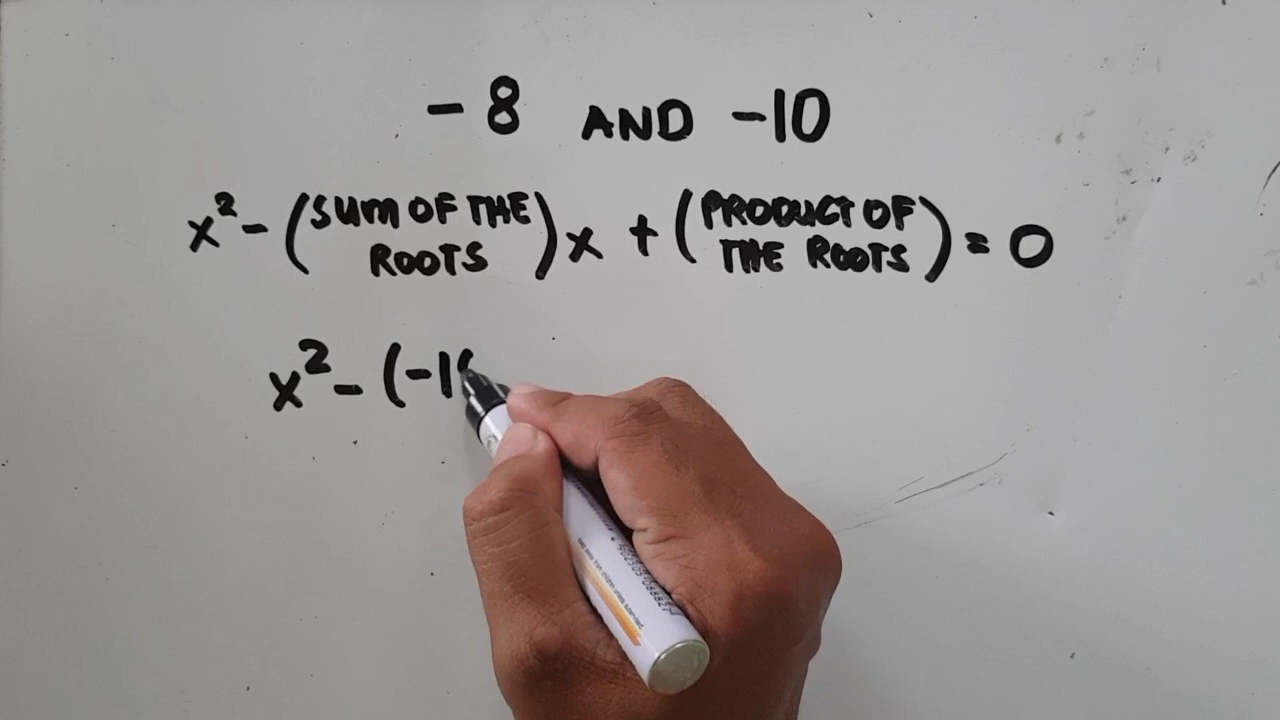 - 8 AND -10
x² - (SUM OF THE ROOTS)x + (PRODUCT OF THE ROOTS) = 0
x² - (-1